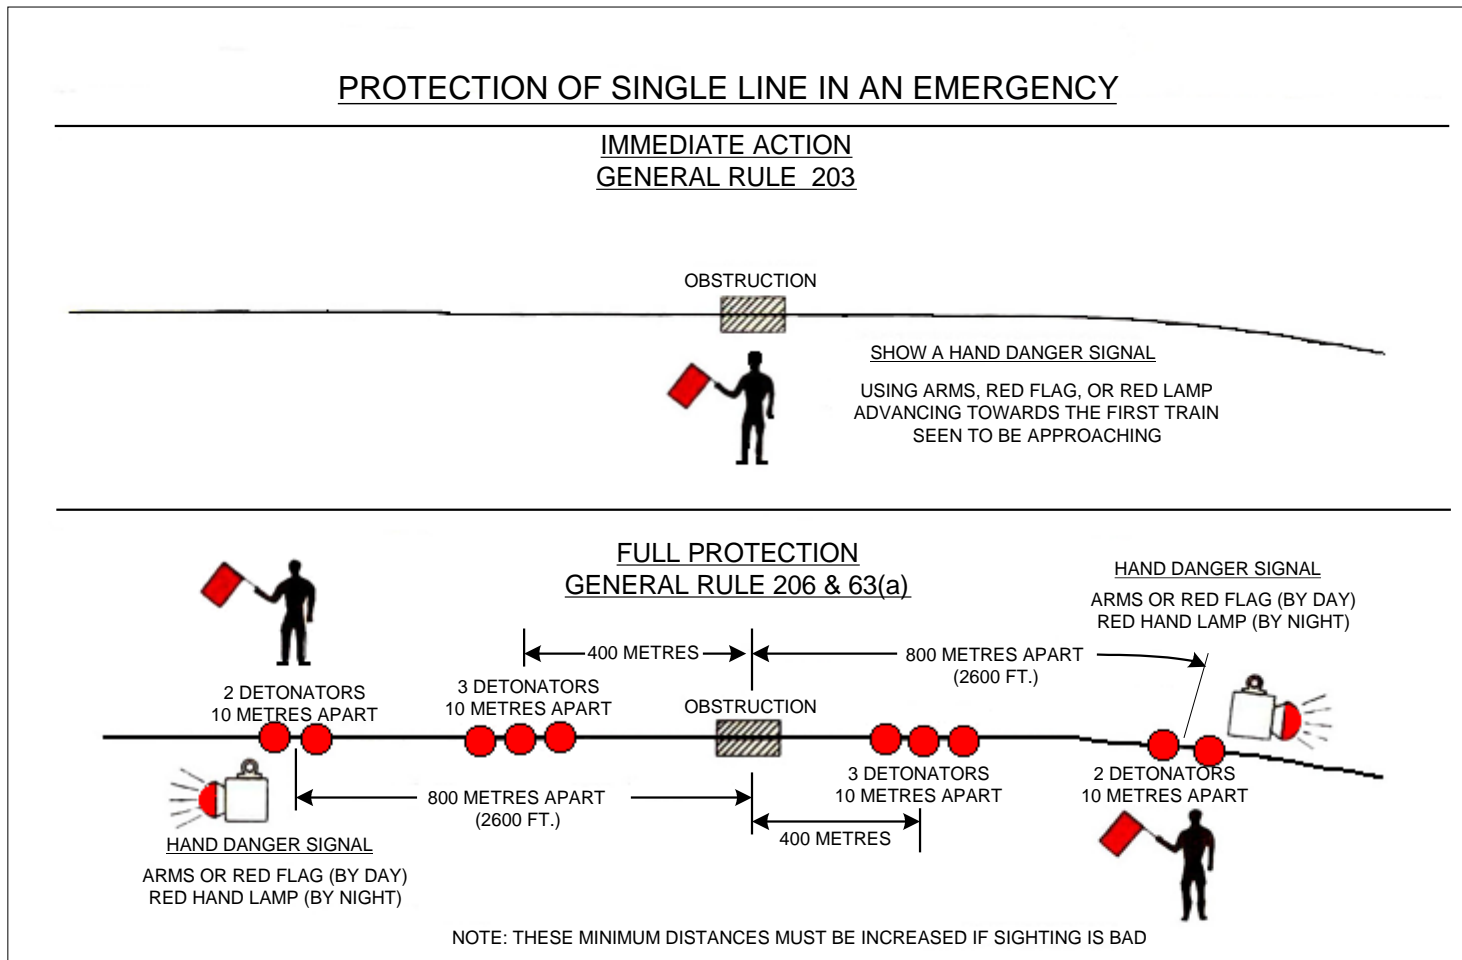 PROTECTION OF SINGLE LINE IN AN EMERGENCY
IMMEDIATE ACTION
GENERAL RULE 203
OBSTRUCTION
SHOW A HAND DANGER SIGNAL
USING ARMS, RED FLAG, OR RED LAMP
ADVANCING TOWARDS THE FIRST TRAIN
SEEN TO BE APPROACHING
FULL PROTECTION
GENERAL RULE 206 & 63(a)
HAND DANGER SIGNAL
ARMS OR RED FLAG (BY DAY)
RED HAND LAMP (BY NIGHT)
400 METRES
800 METRES APART
(2600 FT.)
2 DETONATORS
10 METRES APART
3 DETONATORS
10 METRES APART
OBSTRUCTION
3 DETONATORS
10 METRES APART
2 DETONATORS
10 METRES APART
800 METRES APART
(2600 FT.)
400 METRES
HAND DANGER SIGNAL
ARMS OR RED FLAG (BY DAY)
RED HAND LAMP (BY NIGHT)
NOTE: THESE MINIMUM DISTANCES MUST BE INCREASED IF SIGHTING IS BAD